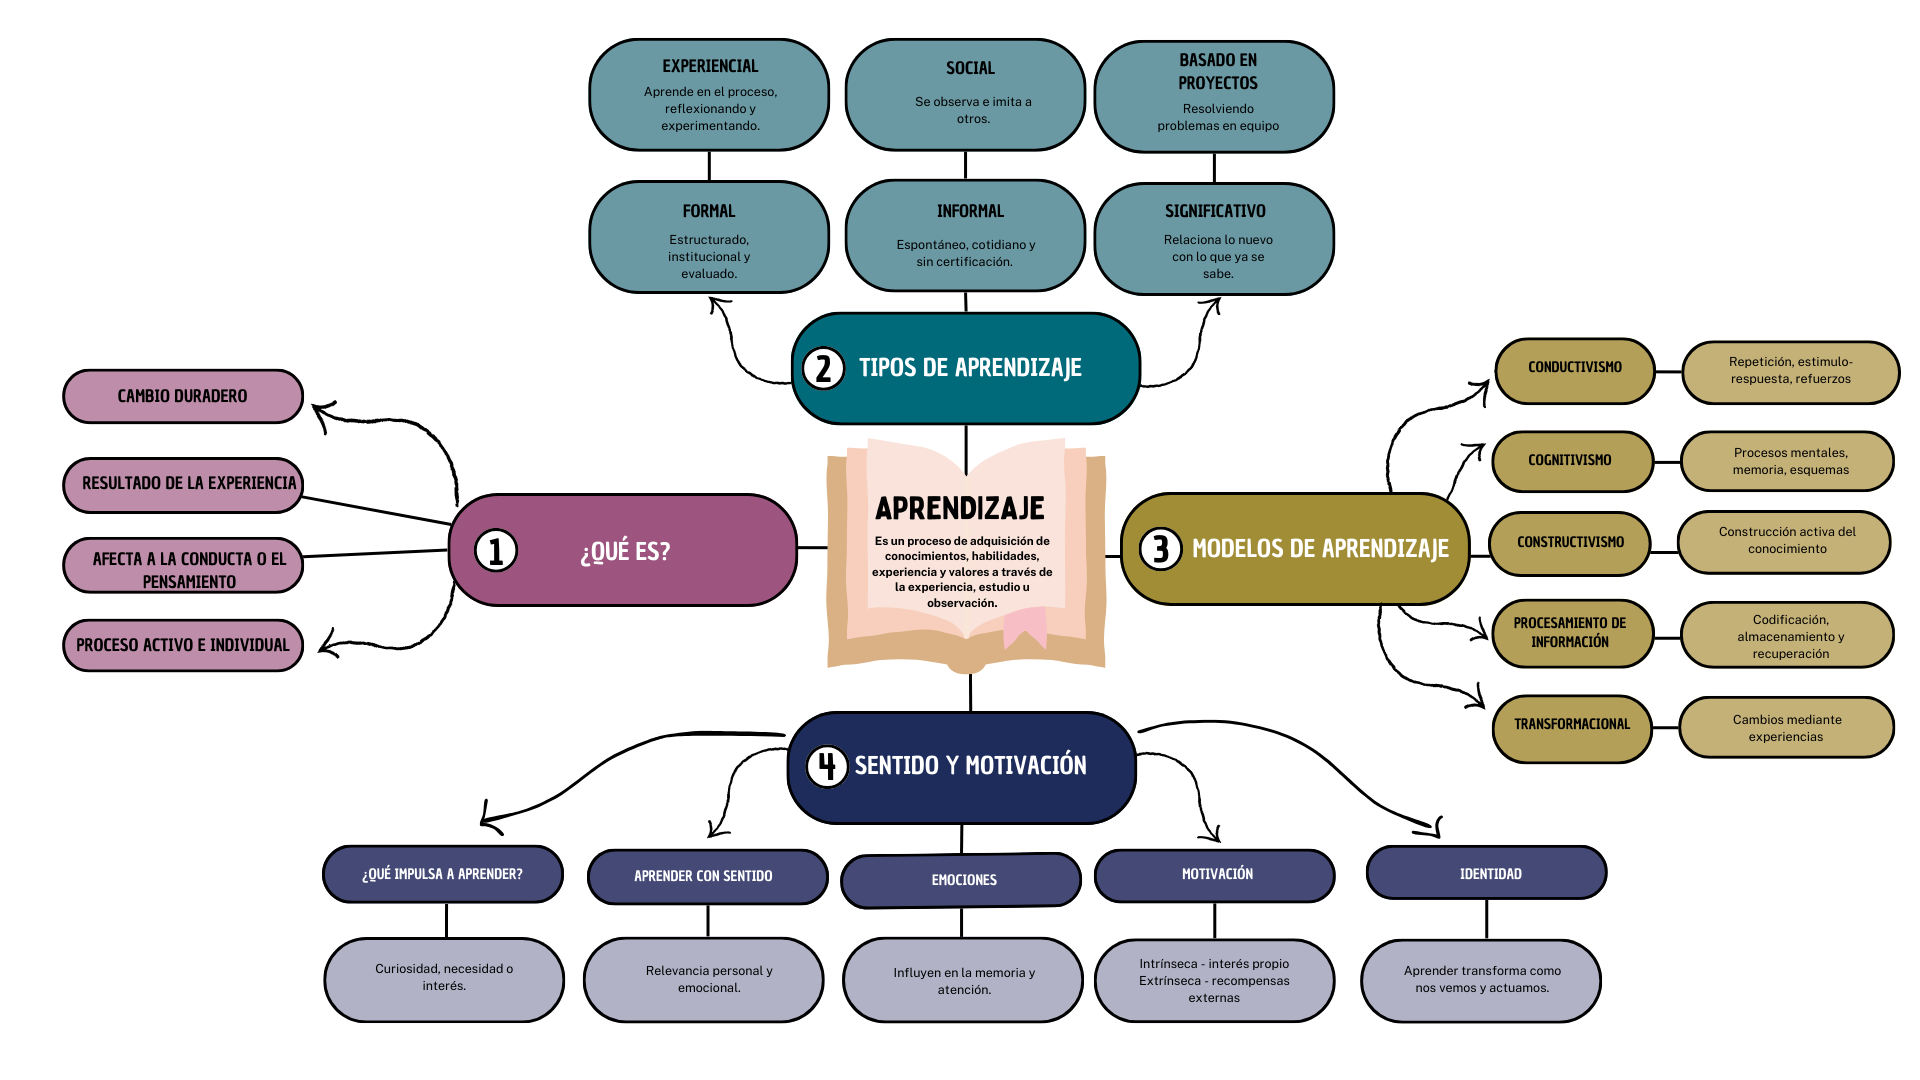 EXPERIENCIAL
Aprende en el proceso,
reflexionando y
experimentando.
SOCIAL
Se observa e imita a
otros.
BASADO EN
PROYECTOS
Resolviendo
problemas en equipo
FORMAL
Estructurado,
institucional y
evaluado.
INFORMAL
Espontáneo, cotidiano y
sin certificación.
SIGNIFICATIVO
Relaciona lo nuevo
con lo que ya se
sabe.
2 TIPOS DE APRENDIZAJE
APRENDIZAJE
Es un proceso de adquisición de
conocimientos, habilidades,
experiencia y valores a través de
la experiencia, estudio u
observación.
1 ¿QUÉ ES?
CAMBIO DURADERO
RESULTADO DE LA EXPERIENCIA
AFECTA A LA CONDUCTA O EL
PENSAMIENTO
PROCESO ACTIVO E INDIVIDUAL
3 MODELOS DE APRENDIZAJE
CONDUCTIVISMO
Repetición, estimulo-
respuesta, refuerzos
COGNITIVISMO
Procesos mentales,
memoria, esquemas
CONSTRUCTIVISMO
Construcción activa del
conocimiento
PROCESAMIENTO DE
INFORMACIÓN
Codificación,
almacenamiento y
recuperación
TRANSFORMACIONAL
Cambios mediante
experiencias
4 SENTIDO Y MOTIVACIÓN
¿QUÉ IMPULSA A APRENDER?
Curiosidad, necesidad o
interés.
APRENDER CON SENTIDO
Relevancia personal y
emocional.
EMOCIONES
Influyen en la memoria y
atención.
MOTIVACIÓN
Intrínseca - interés propio
Extrínseca - recompensas
externas
IDENTIDAD
Aprender transforma como
nos vemos y actuamos.